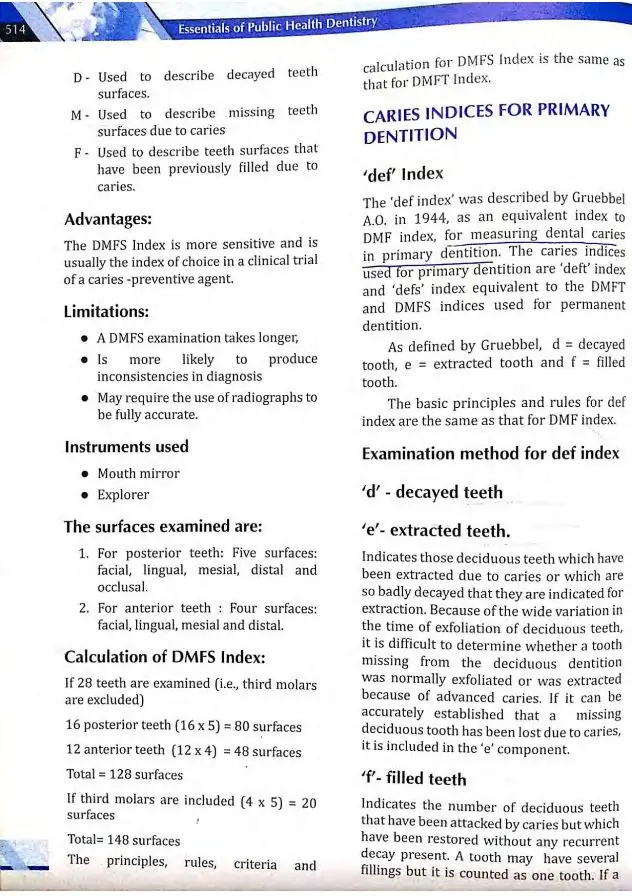 514
Essentials of Public Health Dentistry
D - Used to describe decayed teeth
surfaces.
M - Used to describe missing teeth
surfaces due to caries
F - Used to describe teeth surfaces that
have been previously filled due to
caries.
Advantages:
The DMFS Index is more sensitive and is
usually the index of choice in a clinical trial
of a caries -preventive agent.
Limitations:
• A DMFS examination takes longer,
• Is more likely to produce
inconsistencies in diagnosis
• May require the use of radiographs to
be fully accurate.
Instruments used
• Mouth mirror
• Explorer
The surfaces examined are:
1. For posterior teeth: Five surfaces:
facial, lingual, mesial, distal and
occlusal.
2. For anterior teeth : Four surfaces:
facial, lingual, mesial and distal.
Calculation of DMFS Index:
If 28 teeth are examined (i.e., third molars
are excluded)
16 posterior teeth (16 x 5) = 80 surfaces
12 anterior teeth (12 x 4) = 48 surfaces
Total = 128 surfaces
If third molars are included (4 x 5) = 20
surfaces
Total= 148 surfaces
The principles, rules, criteria and
calculation for DMFS Index is the same as
that for DMFT Index.
CARIES INDICES FOR PRIMARY
DENTITION
'def' Index
The 'def index' was described by Gruebbel
A.O. in 1944, as an equivalent index to
DMF index, for measuring dental caries
in primary dentition. The caries indices
used for primary dentition are 'deft' index
and 'defs' index equivalent to the DMFT
and DMFS indices used for permanent
dentition.
As defined by Gruebbel, d = decayed
tooth, e = extracted tooth and f = filled
tooth.
The basic principles and rules for def
index are the same as that for DMF index.
Examination method for def index
'd' - decayed teeth
'e'- extracted teeth.
Indicates those deciduous teeth which have
been extracted due to caries or which are
so badly decayed that they are indicated for
extraction. Because of the wide variation in
the time of exfoliation of deciduous teeth,
it is difficult to determine whether a tooth
missing from the deciduous dentition
was normally exfoliated or was extracted
because of advanced caries. If it can be
accurately established that a missing
deciduous tooth has been lost due to caries,
it is included in the 'e' component.
'f'- filled teeth
Indicates the number of deciduous teeth
that have been attacked by caries but which
have been restored without any recurrent
decay present. A tooth may have several
fillings but it is counted as one tooth. If a